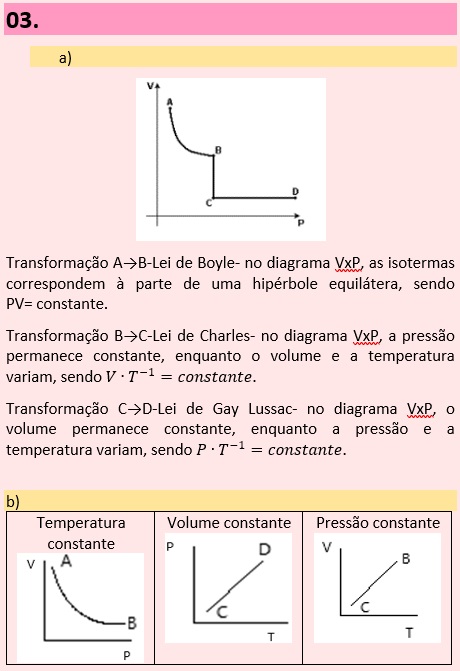 03.
a)
V
A
B
C
D
P
Transformação A→B-Lei de Boyle- no diagrama VxP, as isotermas
correspondem à parte de uma hipérbole equilátera, sendo
PV= constante.
Transformação B→C-Lei de Charles- no diagrama VxP, a pressão
permanece constante, enquanto o volume e a temperatura
variam, sendo V · T⁻¹ = constante.
Transformação C→D-Lei de Gay Lussac- no diagrama VxP, o
volume permanece constante, enquanto a pressão e a
temperatura variam, sendo P · T⁻¹ = constante.
b)
Temperatura
constante
V
A
B
P
Volume constante
P
D
C
T
Pressão constante
V
B
C
T